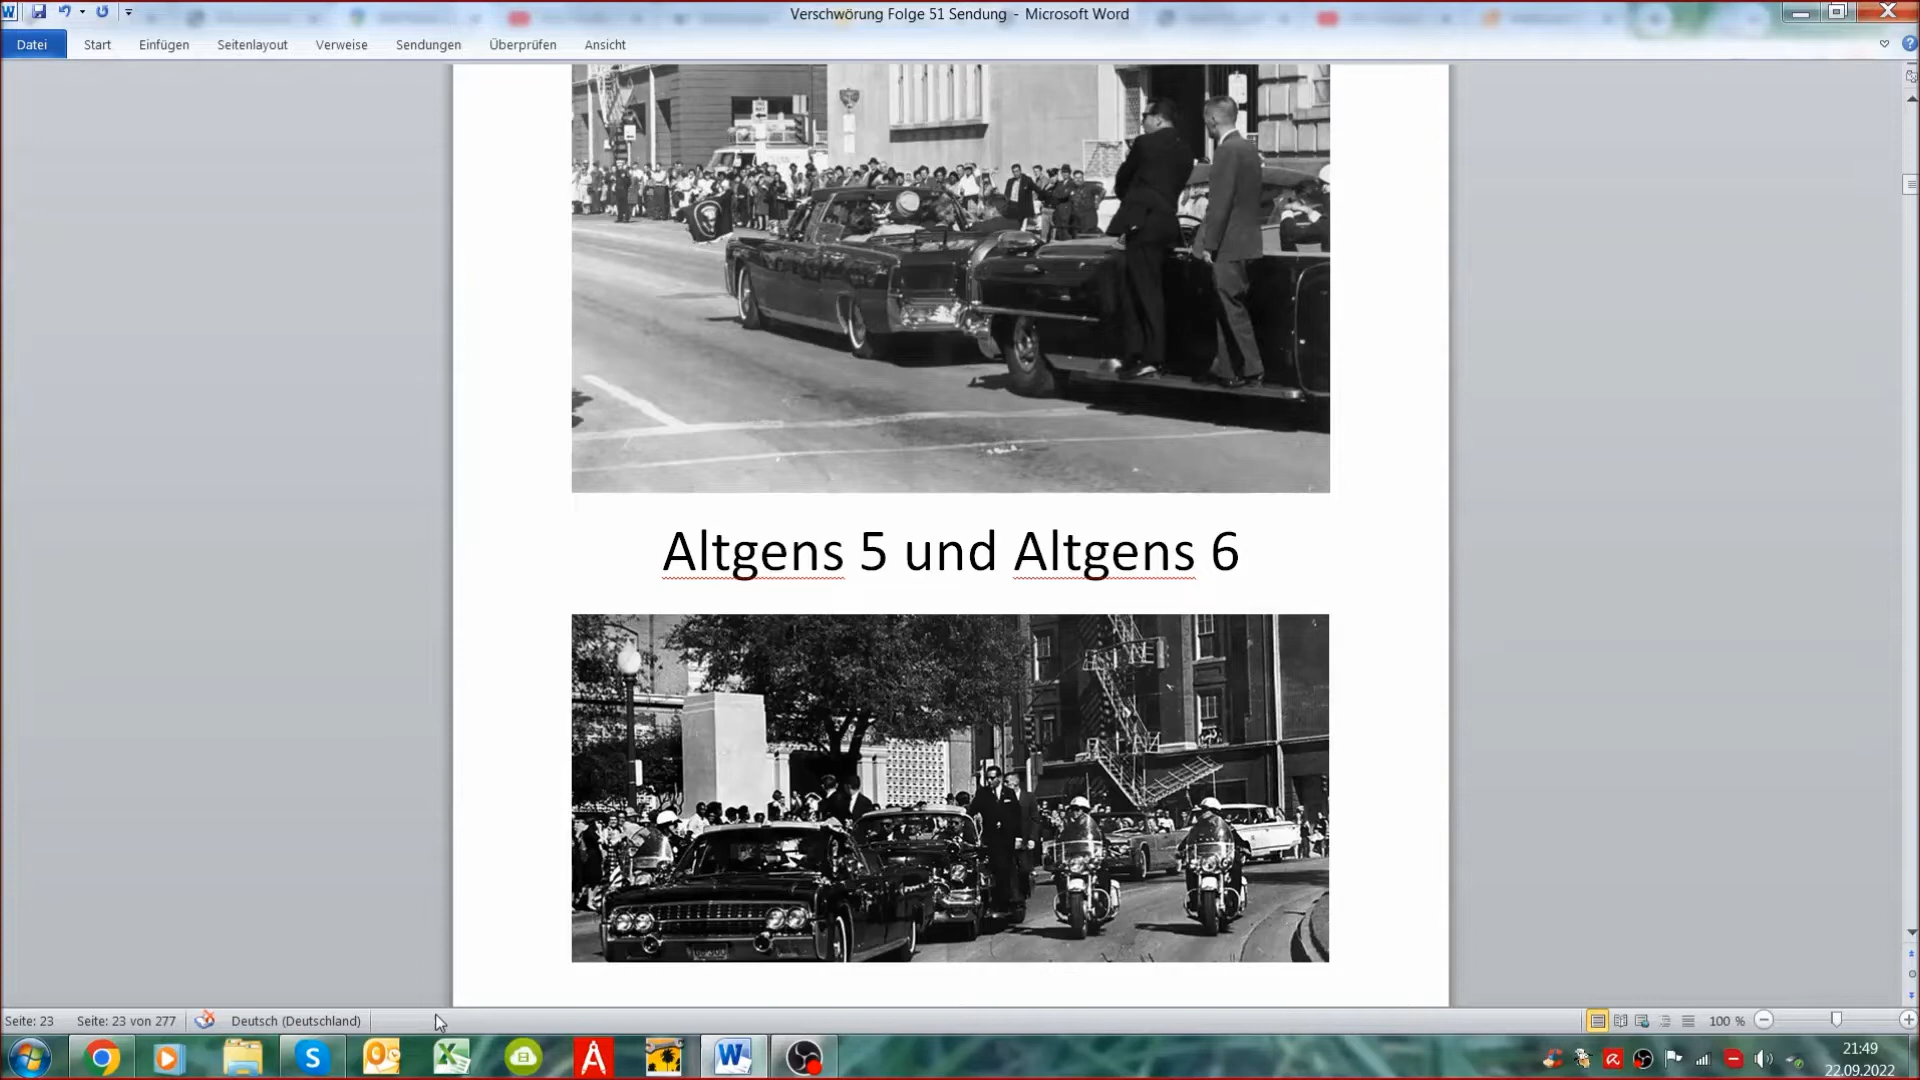 Verschwörung Folge 51 Sendung - Microsoft Word
Datei Start Einfügen Seitenlayout Verweise Sendungen Überprüfen Ansicht
Altgens 5 und Altgens 6
Seite: 23 Seite: 23 von 277 Deutsch (Deutschland) 100 %
21:49
22.09.2022